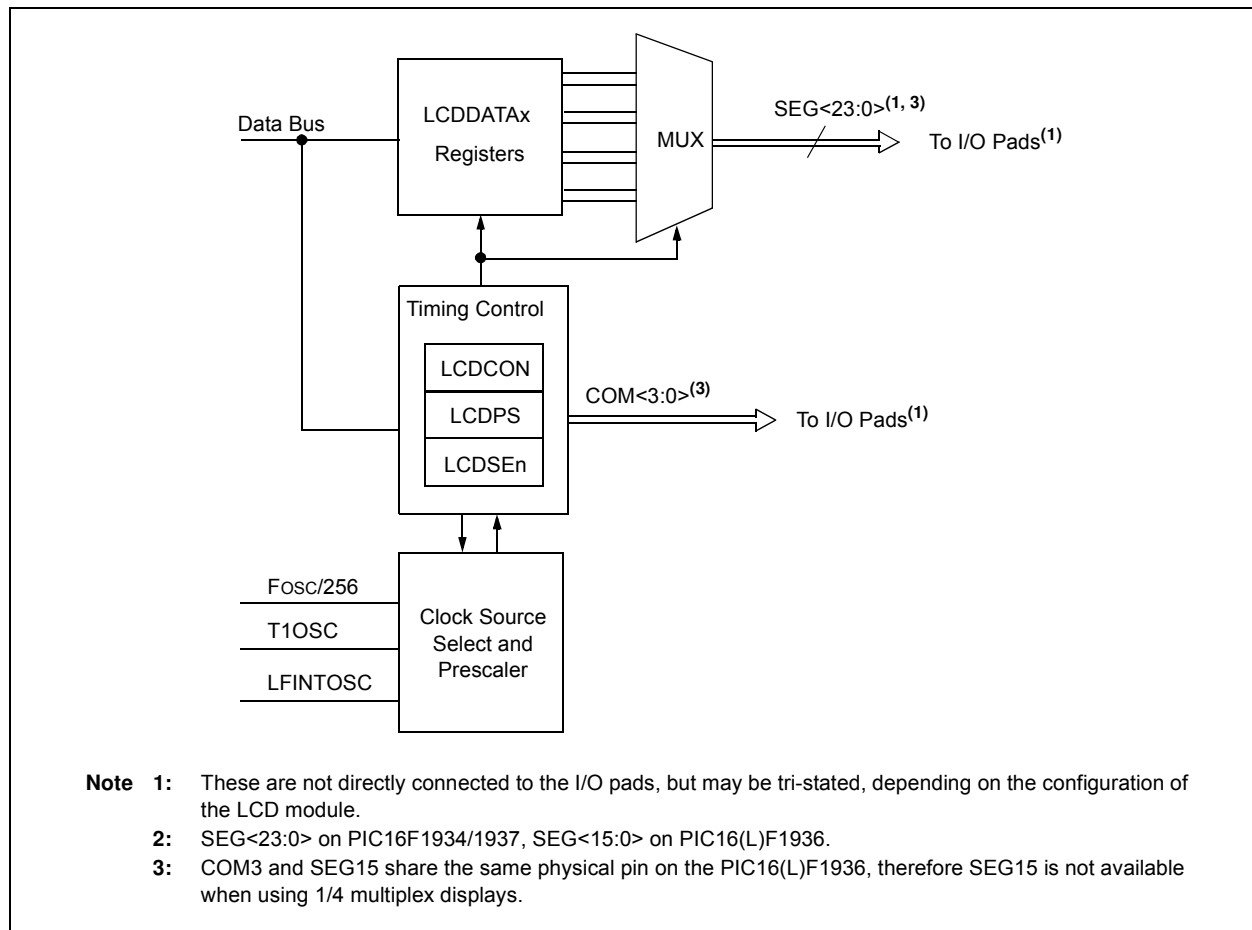 Data Bus
LCDDATAx
Registers
MUX
SEG<23:0>(1, 3)
To I/O Pads(1)
Timing Control
LCDCON
LCDPS
LCDSEn
COM<3:0>(3)
To I/O Pads(1)
FOSC/256
T1OSC
LFINTOSC
Clock Source
Select and
Prescaler
Note 1: These are not directly connected to the I/O pads, but may be tri-stated, depending on the configuration of
the LCD module.
2: SEG<23:0> on PIC16F1934/1937, SEG<15:0> on PIC16(L)F1936.
3: COM3 and SEG15 share the same physical pin on the PIC16(L)F1936, therefore SEG15 is not available
when using 1/4 multiplex displays.